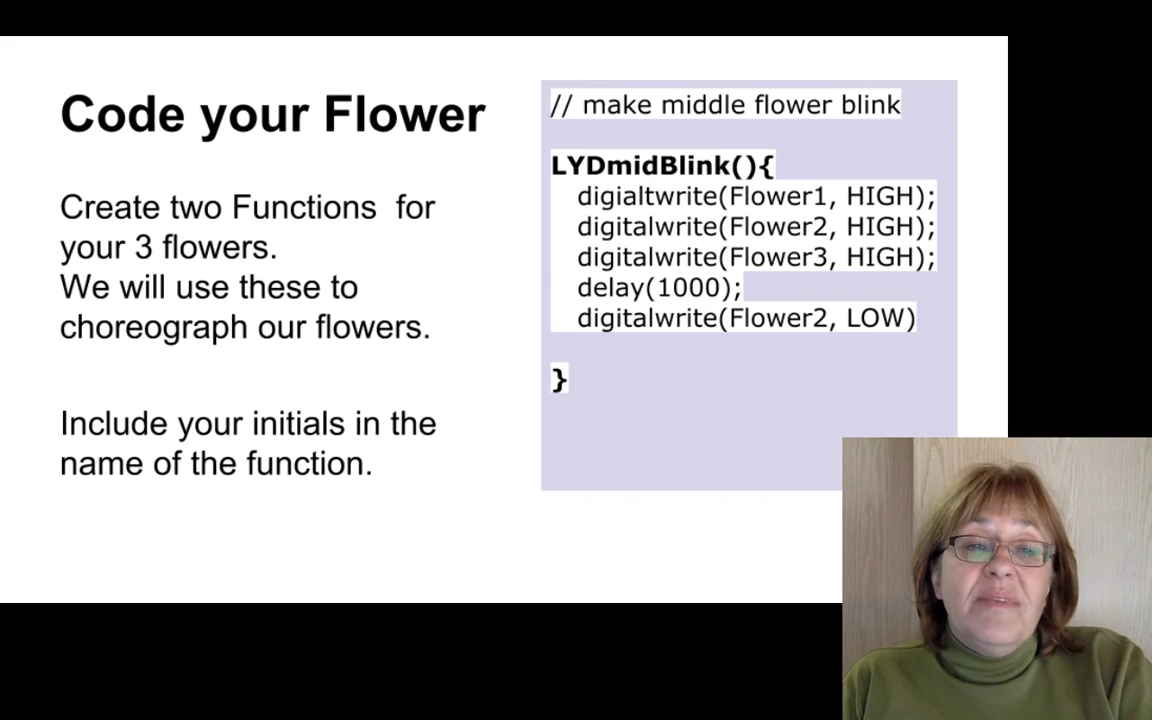 Code your Flower
Create two Functions  for
your 3 flowers.
We will use these to
choreograph our flowers.
Include your initials in the
name of the function.
// make middle flower blink
LYDmidBlink(){
digialtwrite(Flower1, HIGH);
digitalwrite(Flower2, HIGH);
digitalwrite(Flower3, HIGH);
delay(1000);
digitalwrite(Flower2, LOW)
}